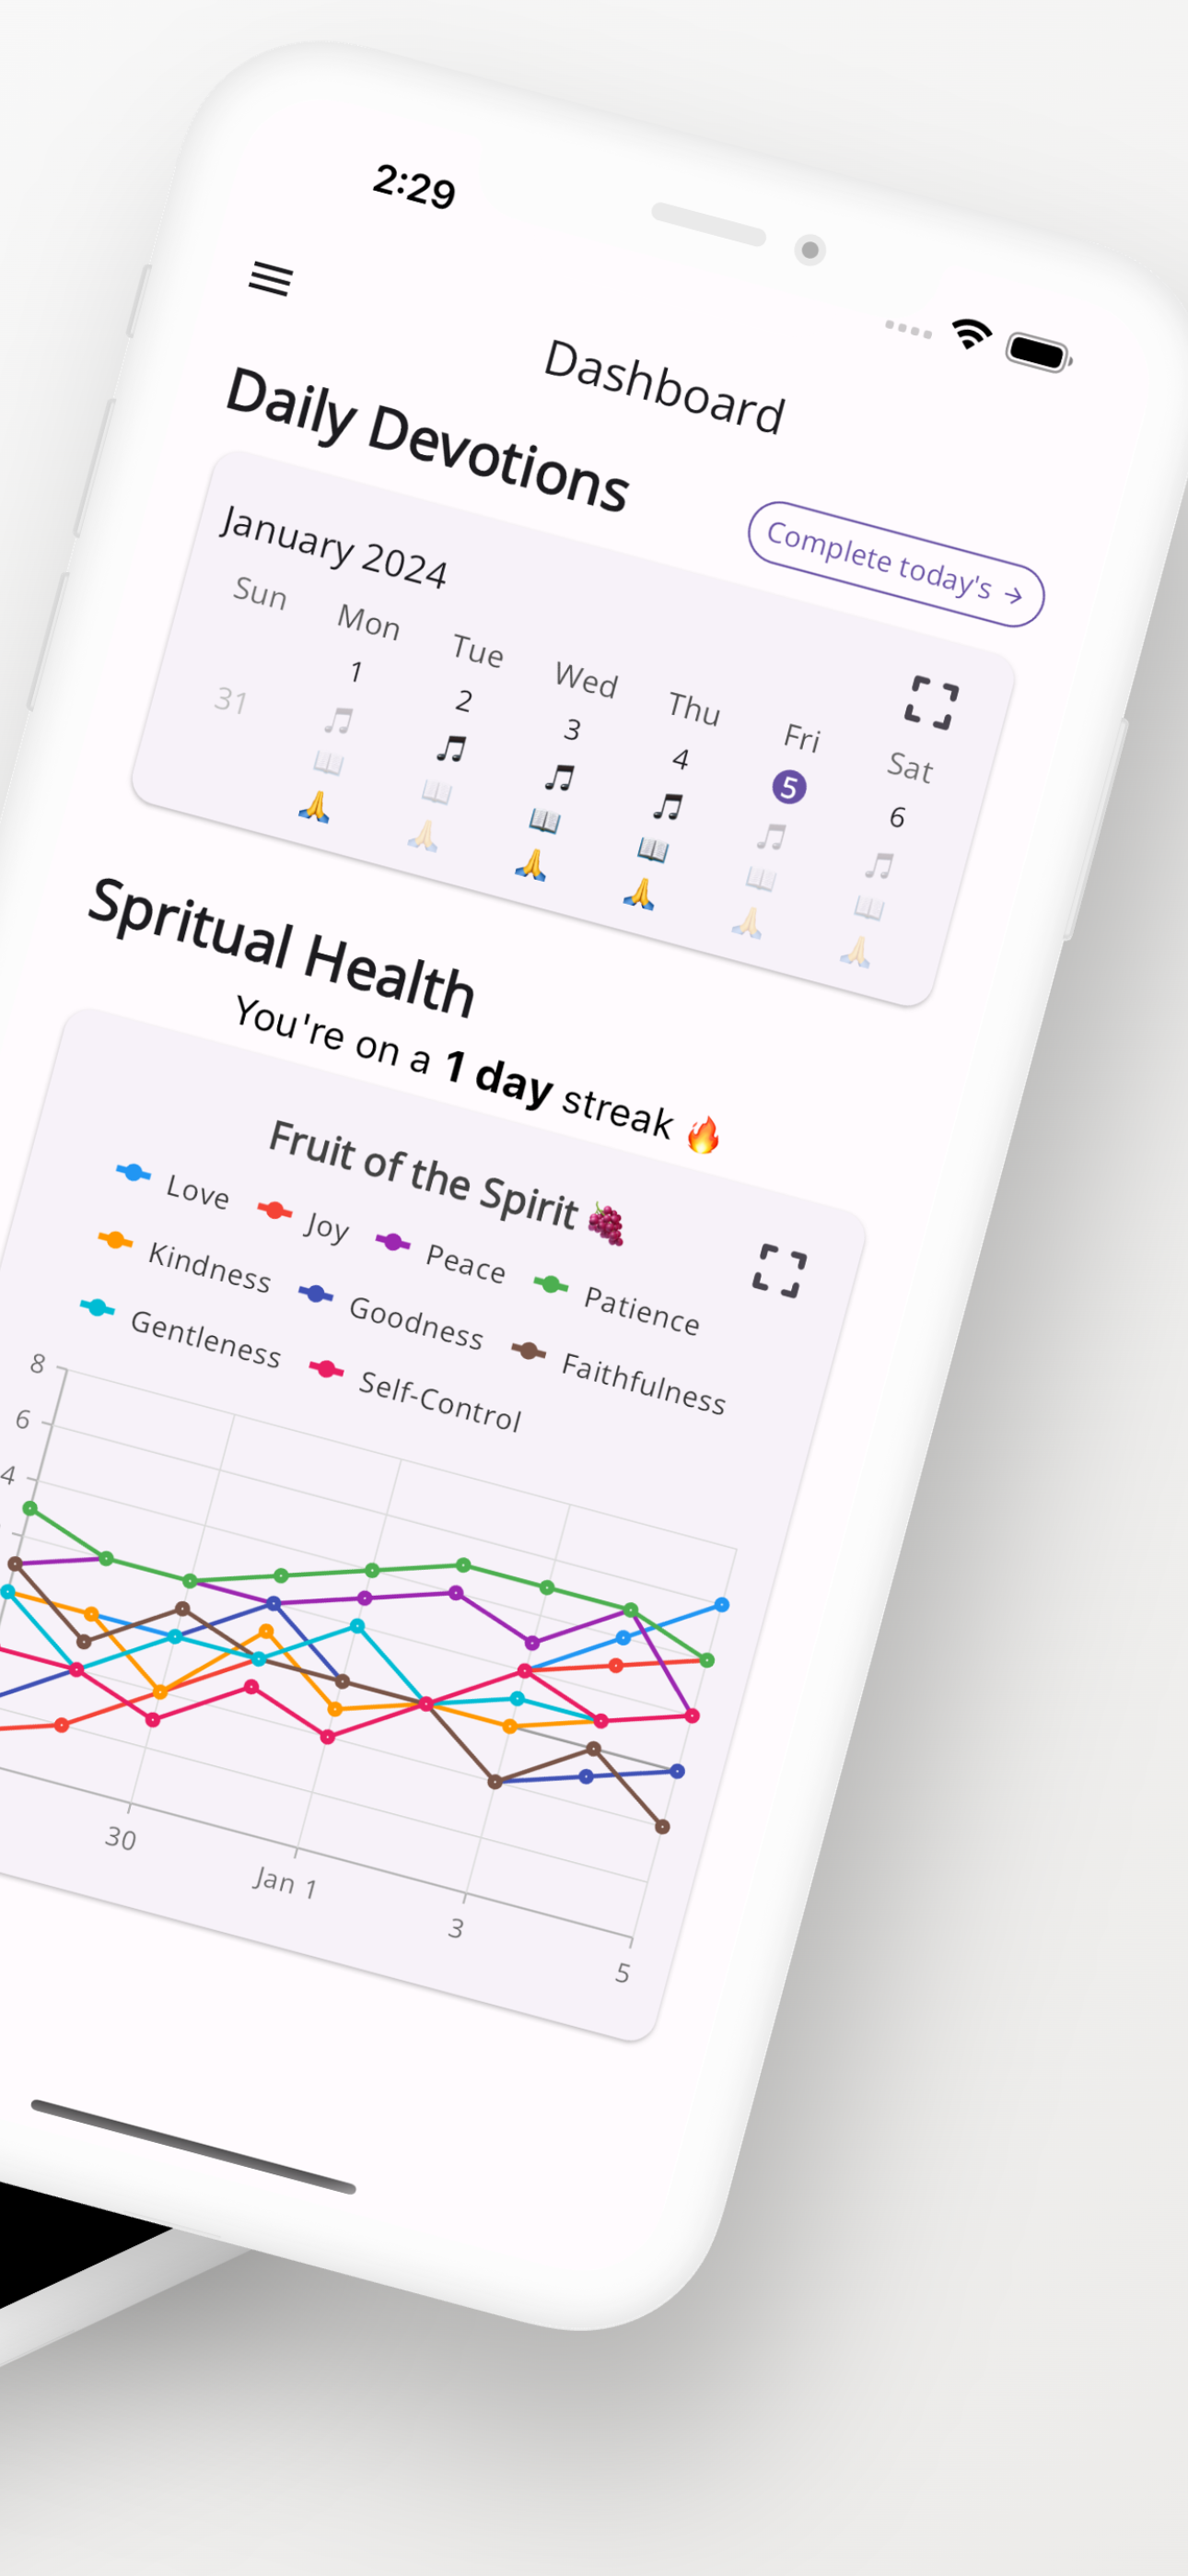 2:29
Dashboard
Daily Devotions
Complete today's →
January 2024
Sun Mon Tue Wed Thu Fri Sat
31 1 2 3 4 5 6
Spritual Health
You're on a 1 day streak 🔥
Fruit of the Spirit 🍇
Love Joy Peace Patience
Kindness Goodness Faithfulness
Gentleness Self-Control
8
6
4
30 Jan 1 3 5